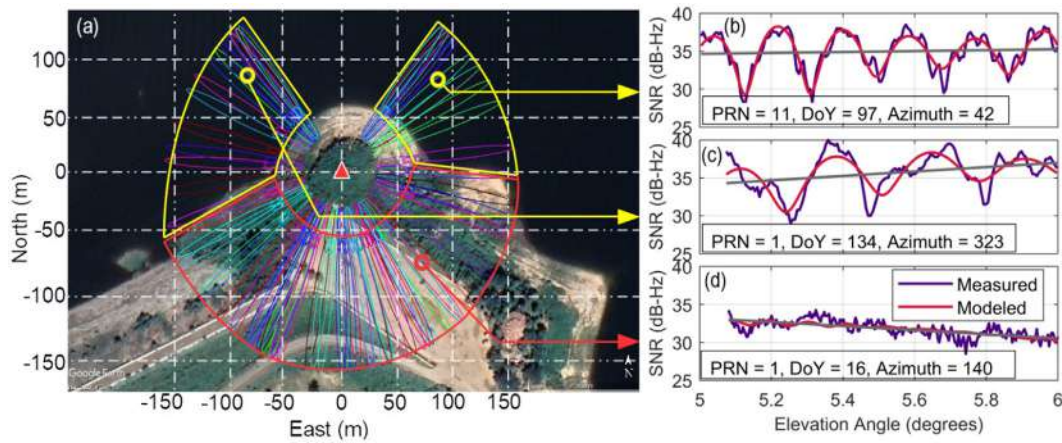 (a)
North (m)
100
50
0
-50
-100
-150
Google Earth
N
-150
-100
-50
0
50
100
150
East (m)
(b)
SNR (dB-Hz)
40
35
30
25
PRN = 11, DoY = 97, Azimuth = 42
(c)
SNR (dB-Hz)
40
35
30
25
PRN = 1, DoY = 134, Azimuth = 323
(d)
SNR (dB-Hz)
40
35
30
25
Measured
Modeled
PRN = 1, DoY = 16, Azimuth = 140
5
5.2
5.4
5.6
5.8
6
Elevation Angle (degrees)